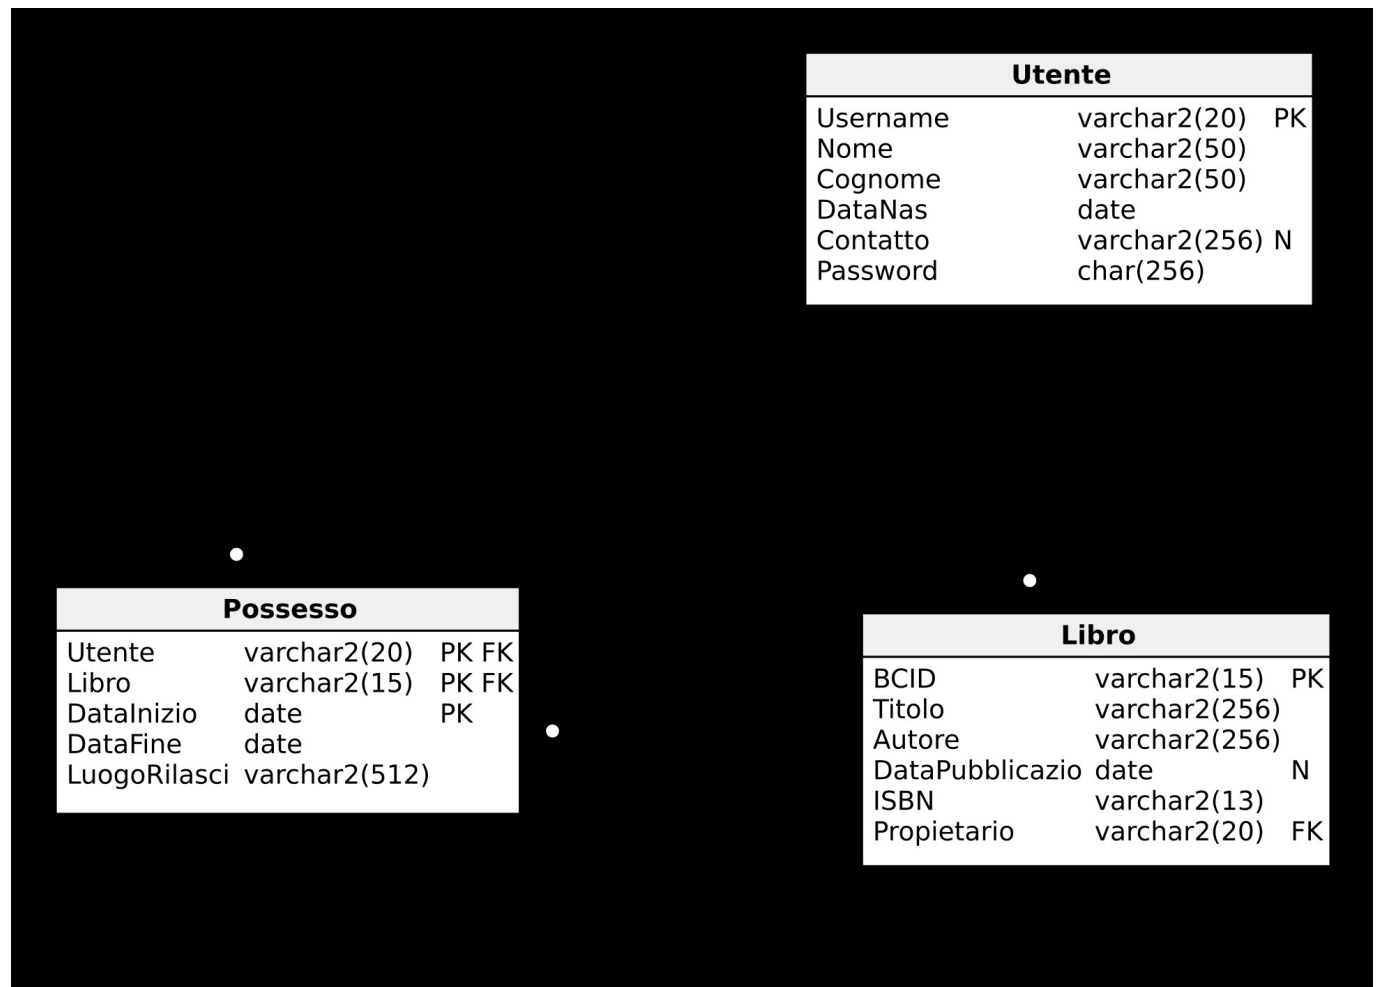 Utente
Username varchar2(20) PK
Nome varchar2(50)
Cognome varchar2(50)
DataNas date
Contatto varchar2(256) N
Password char(256)
Possesso
Utente varchar2(20) PK FK
Libro varchar2(15) PK FK
DataInizio date PK
DataFine date
LuogoRilasci varchar2(512)
Libro
BCID varchar2(15) PK
Titolo varchar2(256)
Autore varchar2(256)
DataPubblicazio date N
ISBN varchar2(13)
Propietario varchar2(20) FK